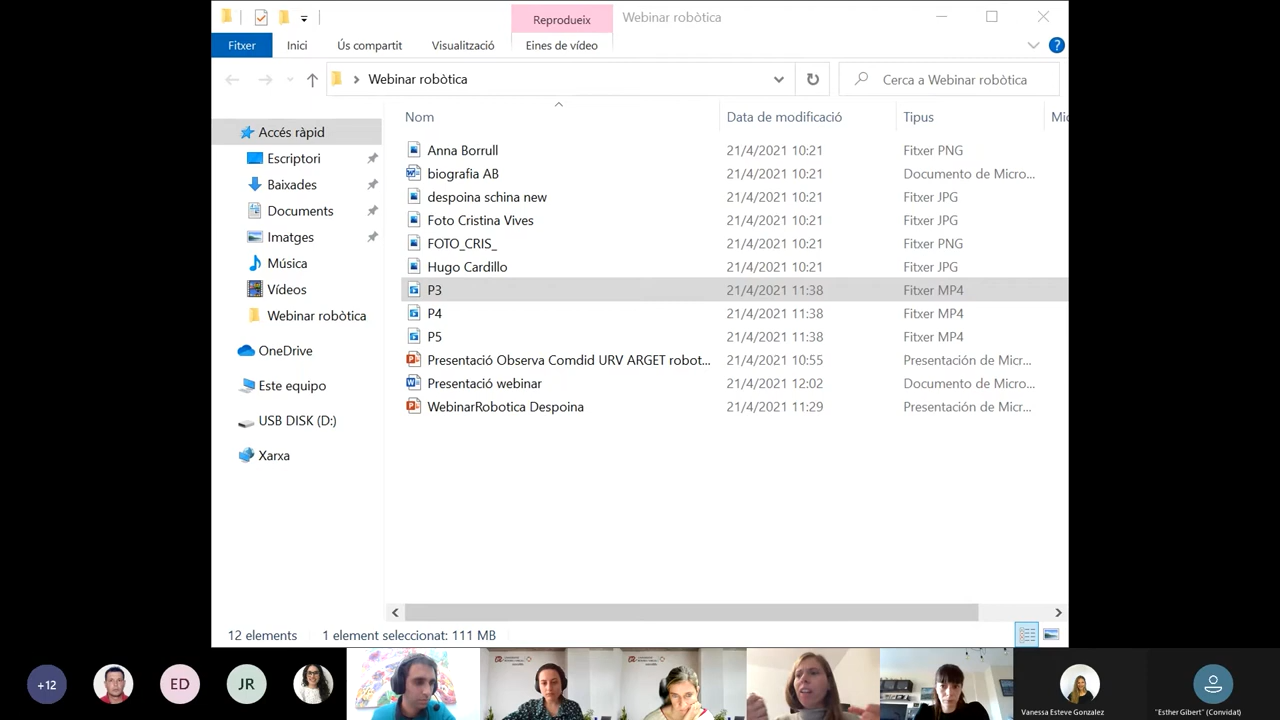 Reprodueix
Webinar robòtica
Fitxer
Inici
Ús compartit
Visualització
Eines de vídeo
?
Webinar robòtica
Cerca a Webinar robòtica
Nom
Data de modificació
Tipus
Mic
Accés ràpid
Escriptori
Baixades
Documents
Imatges
Música
Vídeos
Webinar robòtica
OneDrive
Este equipo
USB DISK (D:)
Xarxa
Anna Borrull 21/4/2021 10:21 Fitxer PNG
biografia AB 21/4/2021 10:21 Documento de Micro...
despoina schina new 21/4/2021 10:21 Fitxer JPG
Foto Cristina Vives 21/4/2021 10:21 Fitxer JPG
FOTO_CRIS_ 21/4/2021 10:21 Fitxer PNG
Hugo Cardillo 21/4/2021 10:21 Fitxer JPG
P3 21/4/2021 11:38 Fitxer MP4
P4 21/4/2021 11:38 Fitxer MP4
P5 21/4/2021 11:38 Fitxer MP4
Presentació Observa Comdid URV ARGET robot... 21/4/2021 10:55 Presentación de Micr...
Presentació webinar 21/4/2021 12:02 Documento de Micro...
WebinarRobotica Despoina 21/4/2021 11:29 Presentación de Micr...
12 elements
1 element seleccionat: 111 MB
+12
ED
JR
Vanessa Esteve Gonzalez
"Esther Gibert" (Convidat)